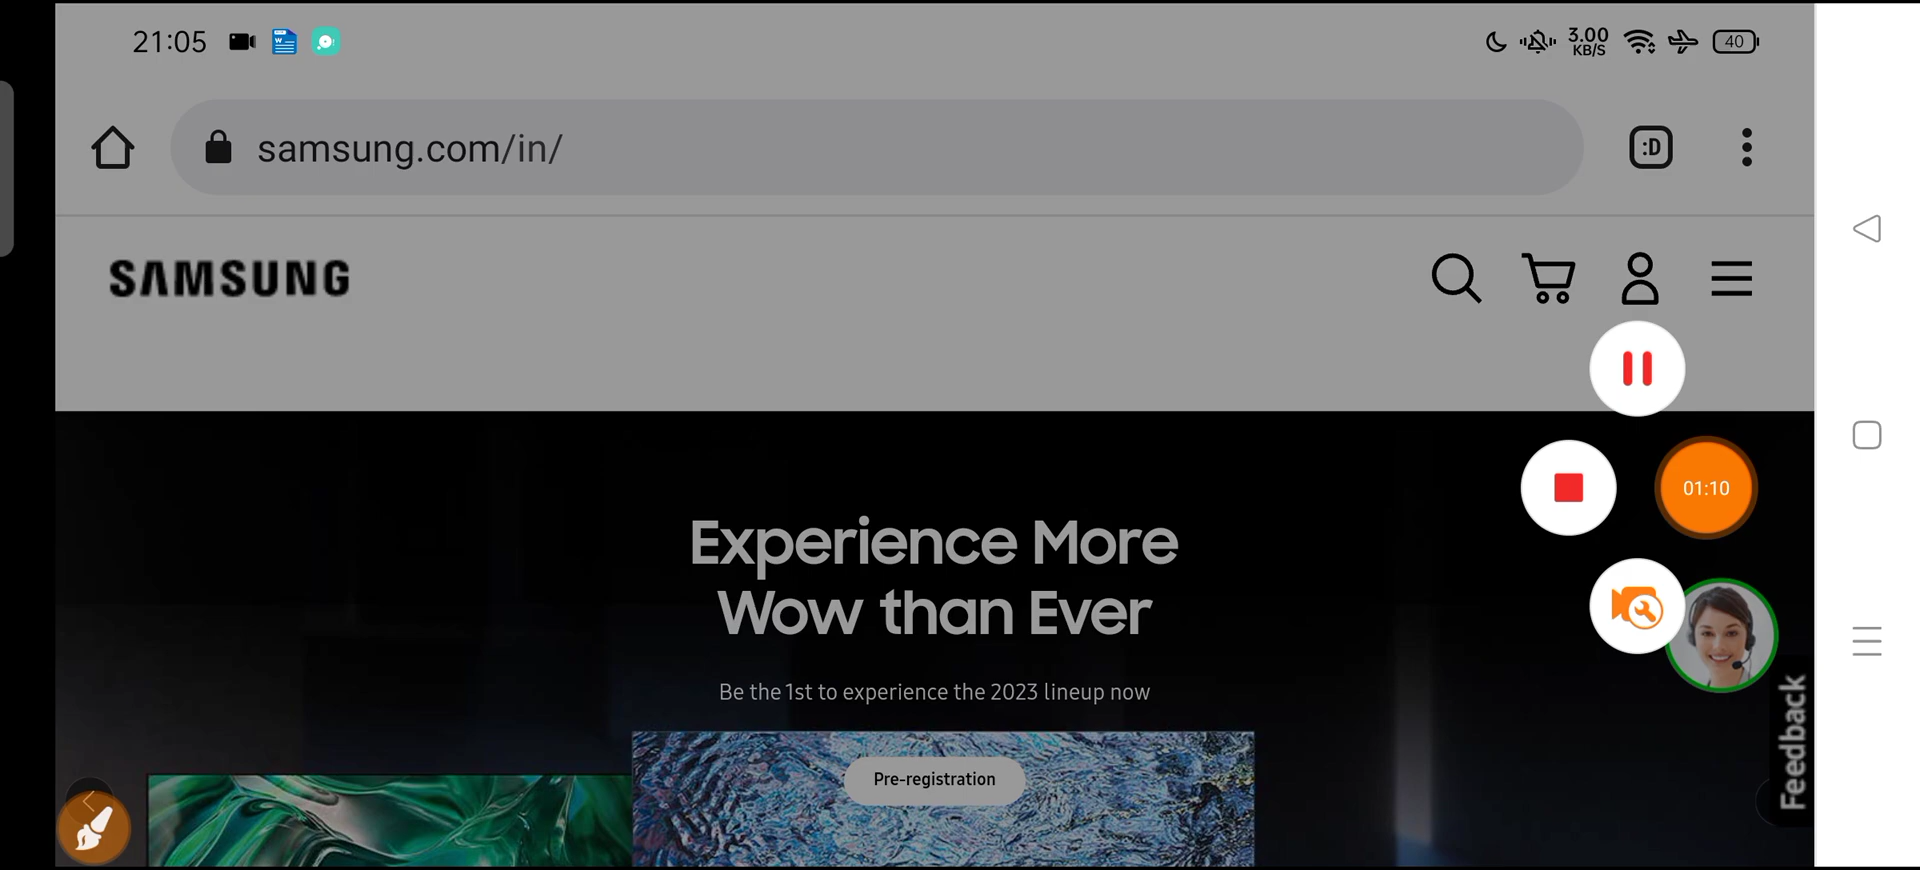 21:05
3.00
KB/S
40
samsung.com/in/
:D
SAMSUNG
01:10
Experience More
Wow than Ever
Be the 1st to experience the 2023 lineup now
Pre-registration
Feedback